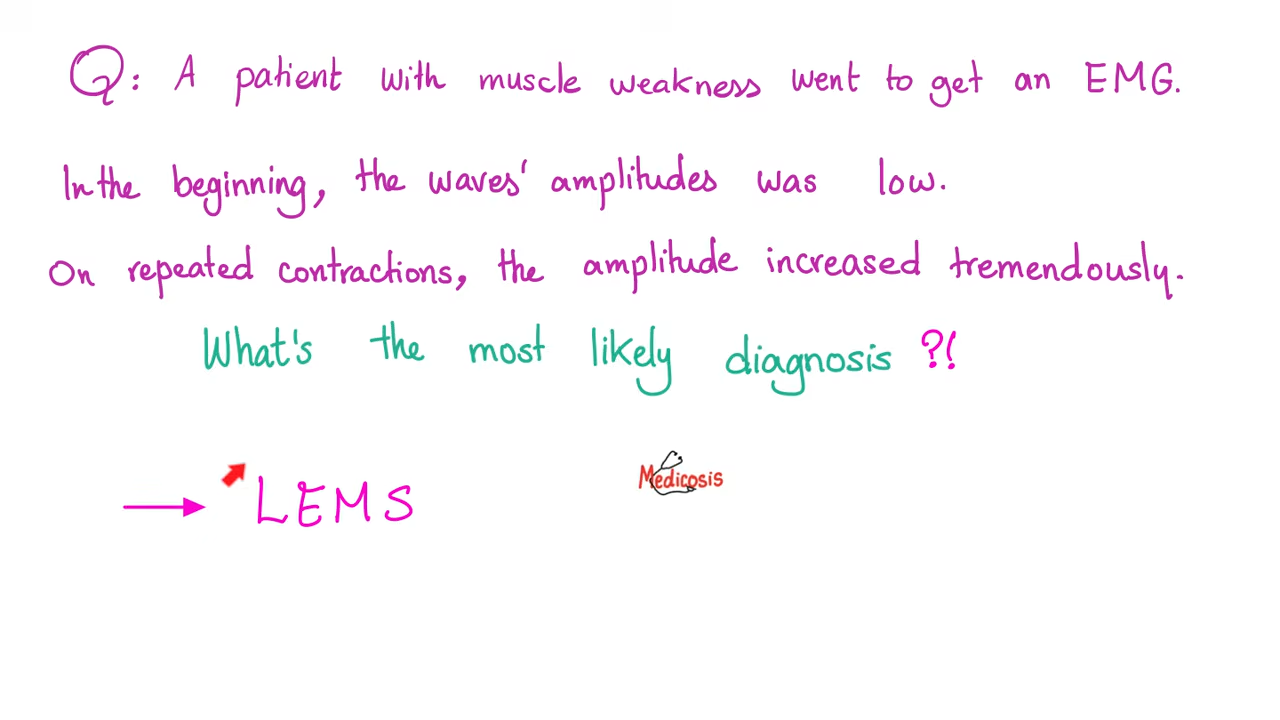 Q: A patient with muscle weakness went to get an EMG.
In the beginning, the waves' amplitudes was low.
On repeated contractions, the amplitude increased tremendously.
What's the most likely diagnosis ?!
Medicosis
LEMS